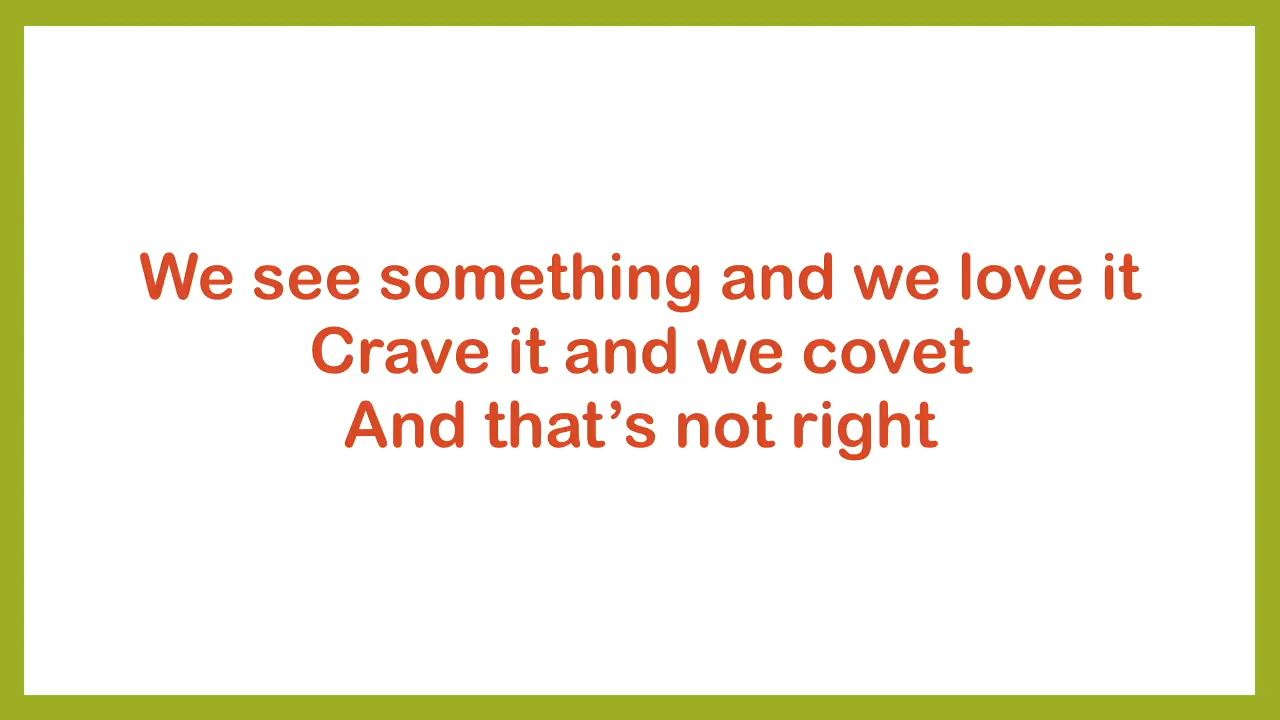 We see something and we love it
Crave it and we covet
And that’s not right